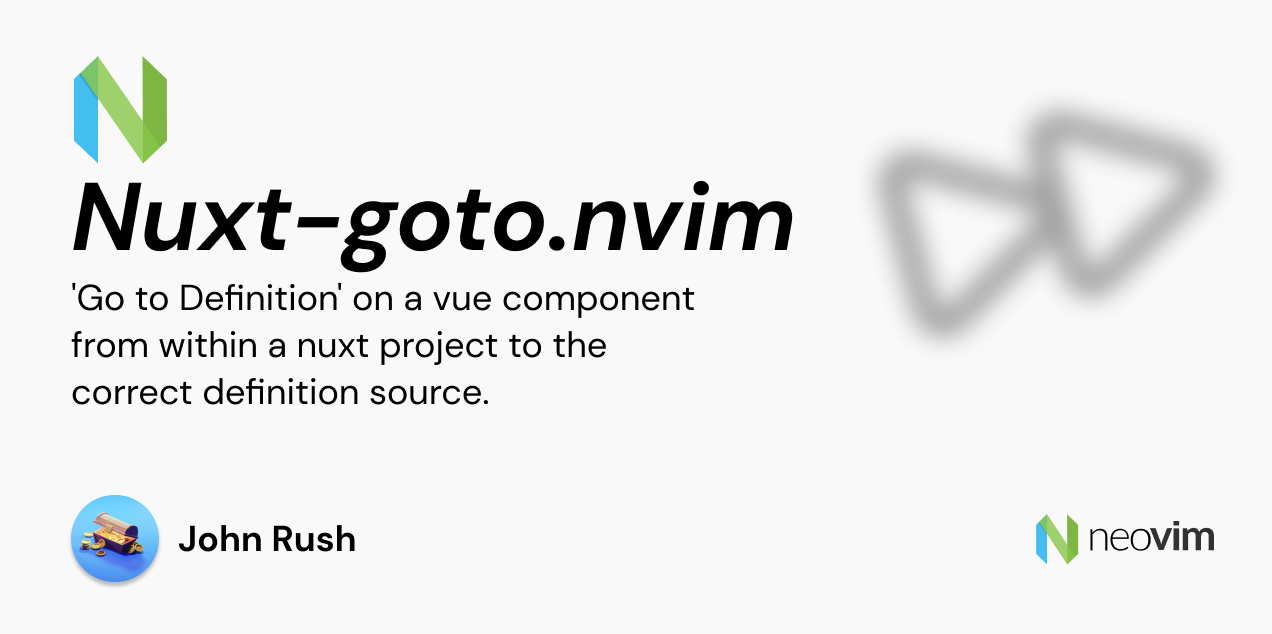 Nuxt-goto.nvim
'Go to Definition' on a vue component
from within a nuxt project to the
correct definition source.
John Rush
neovim